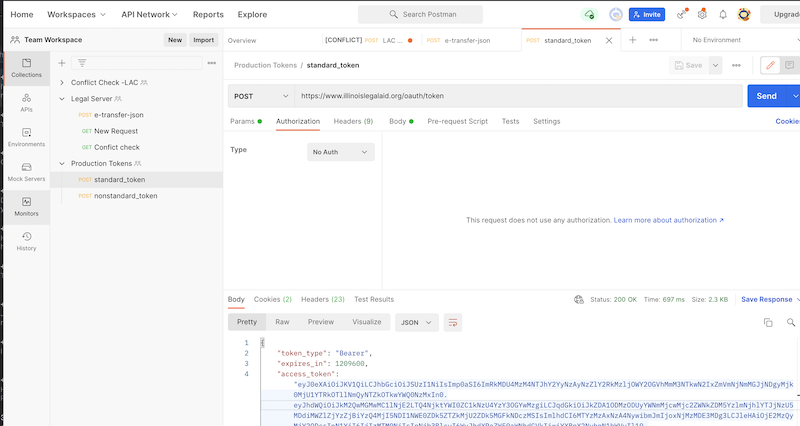 Home Workspaces API Network Reports Explore Search Postman Invite Upgrade
Team Workspace New Import Overview [CONFLICT] POST LAC ... POST e-transfer-json POST standard_token No Environment
Collections
APIs
Environments
Mock Servers
Monitors
History
Conflict Check -LAC
Legal Server
POST e-transfer-json
GET New Request
GET Confict check
Production Tokens
POST standard_token
POST nonstandard_token
Production Tokens / standard_token Save
POST https://www.illinoislegalaid.org/oauth/token Send
Params Authorization Headers (9) Body Pre-request Script Tests Settings Cookies
Type No Auth
This request does not use any authorization. Learn more about authorization ↗
Body Cookies (2) Headers (23) Test Results Status: 200 OK Time: 697 ms Size: 2.3 KB Save Response
Pretty Raw Preview Visualize JSON
1 {
2 "token_type": "Bearer",
3 "expires_in": 1209600,
4 "access_token":